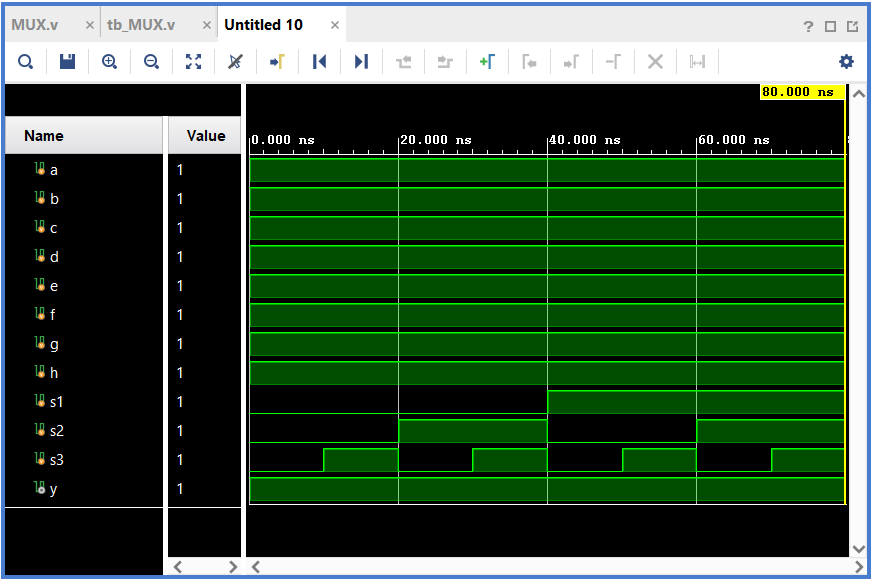 MUX.v × tb_MUX.v × Untitled 10 × ?
80.000 ns
Name Value 0.000 ns 20.000 ns 40.000 ns 60.000 ns
a 1
b 1
c 1
d 1
e 1
f 1
g 1
h 1
s1 1
s2 1
s3 1
y 1